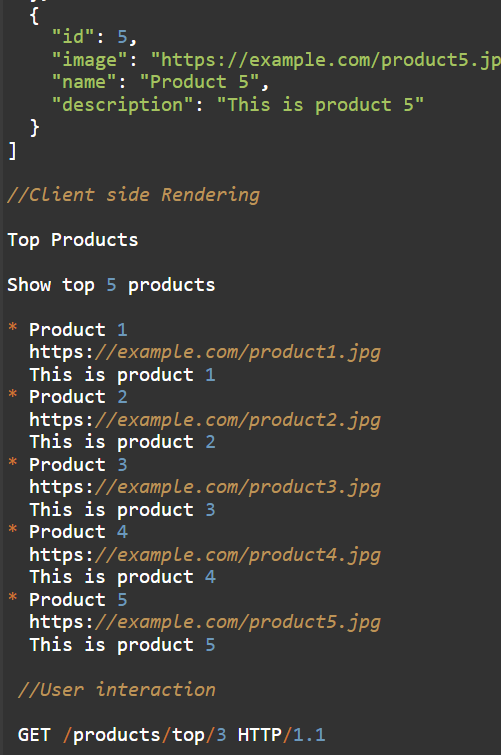 {
"id": 5,
"image": "https://example.com/product5.jp
"name": "Product 5",
"description": "This is product 5"
}
]
//Client side Rendering
Top Products
Show top 5 products
* Product 1
https://example.com/product1.jpg
This is product 1
* Product 2
https://example.com/product2.jpg
This is product 2
* Product 3
https://example.com/product3.jpg
This is product 3
* Product 4
https://example.com/product4.jpg
This is product 4
* Product 5
https://example.com/product5.jpg
This is product 5
//User interaction
GET /products/top/3 HTTP/1.1